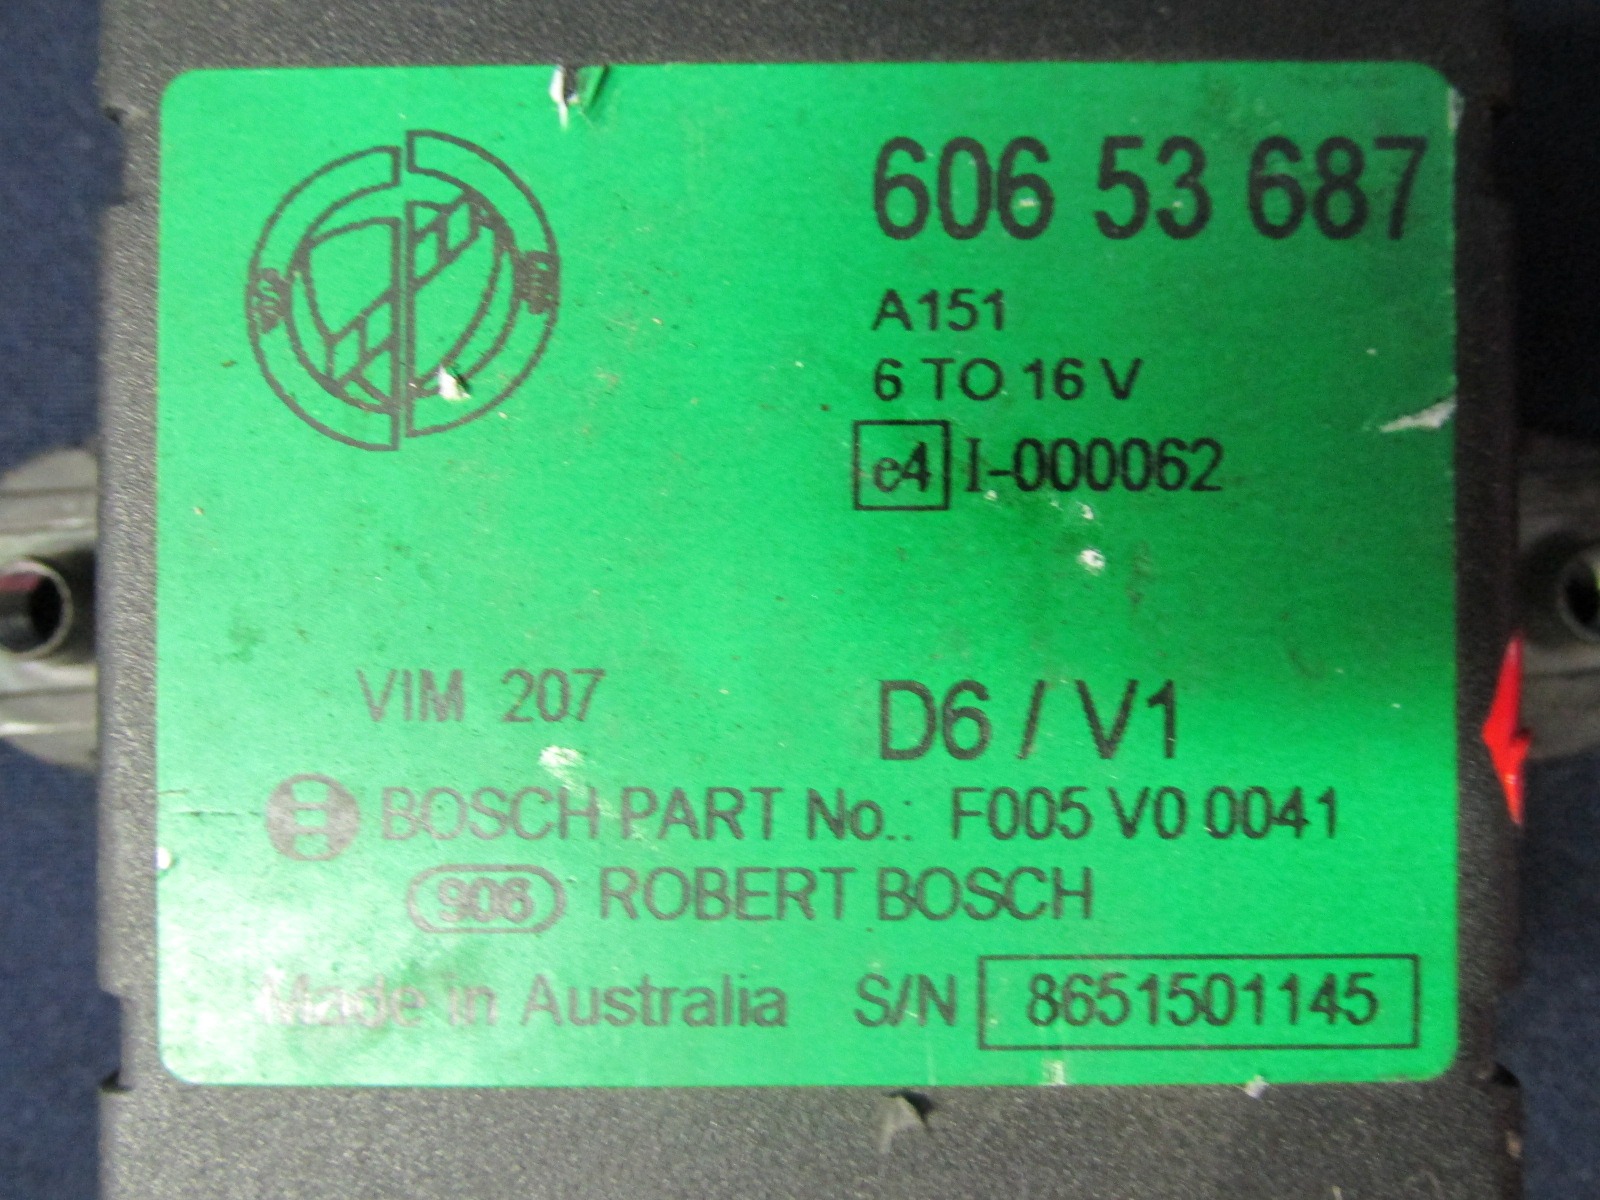 606 53 687
A151
6 TO 16 V
e4 I-000062
VIM 207 D6 / V1
BOSCH PART No.: F005 V0 0041
906 ROBERT BOSCH
Made in Australia S/N 8651501145